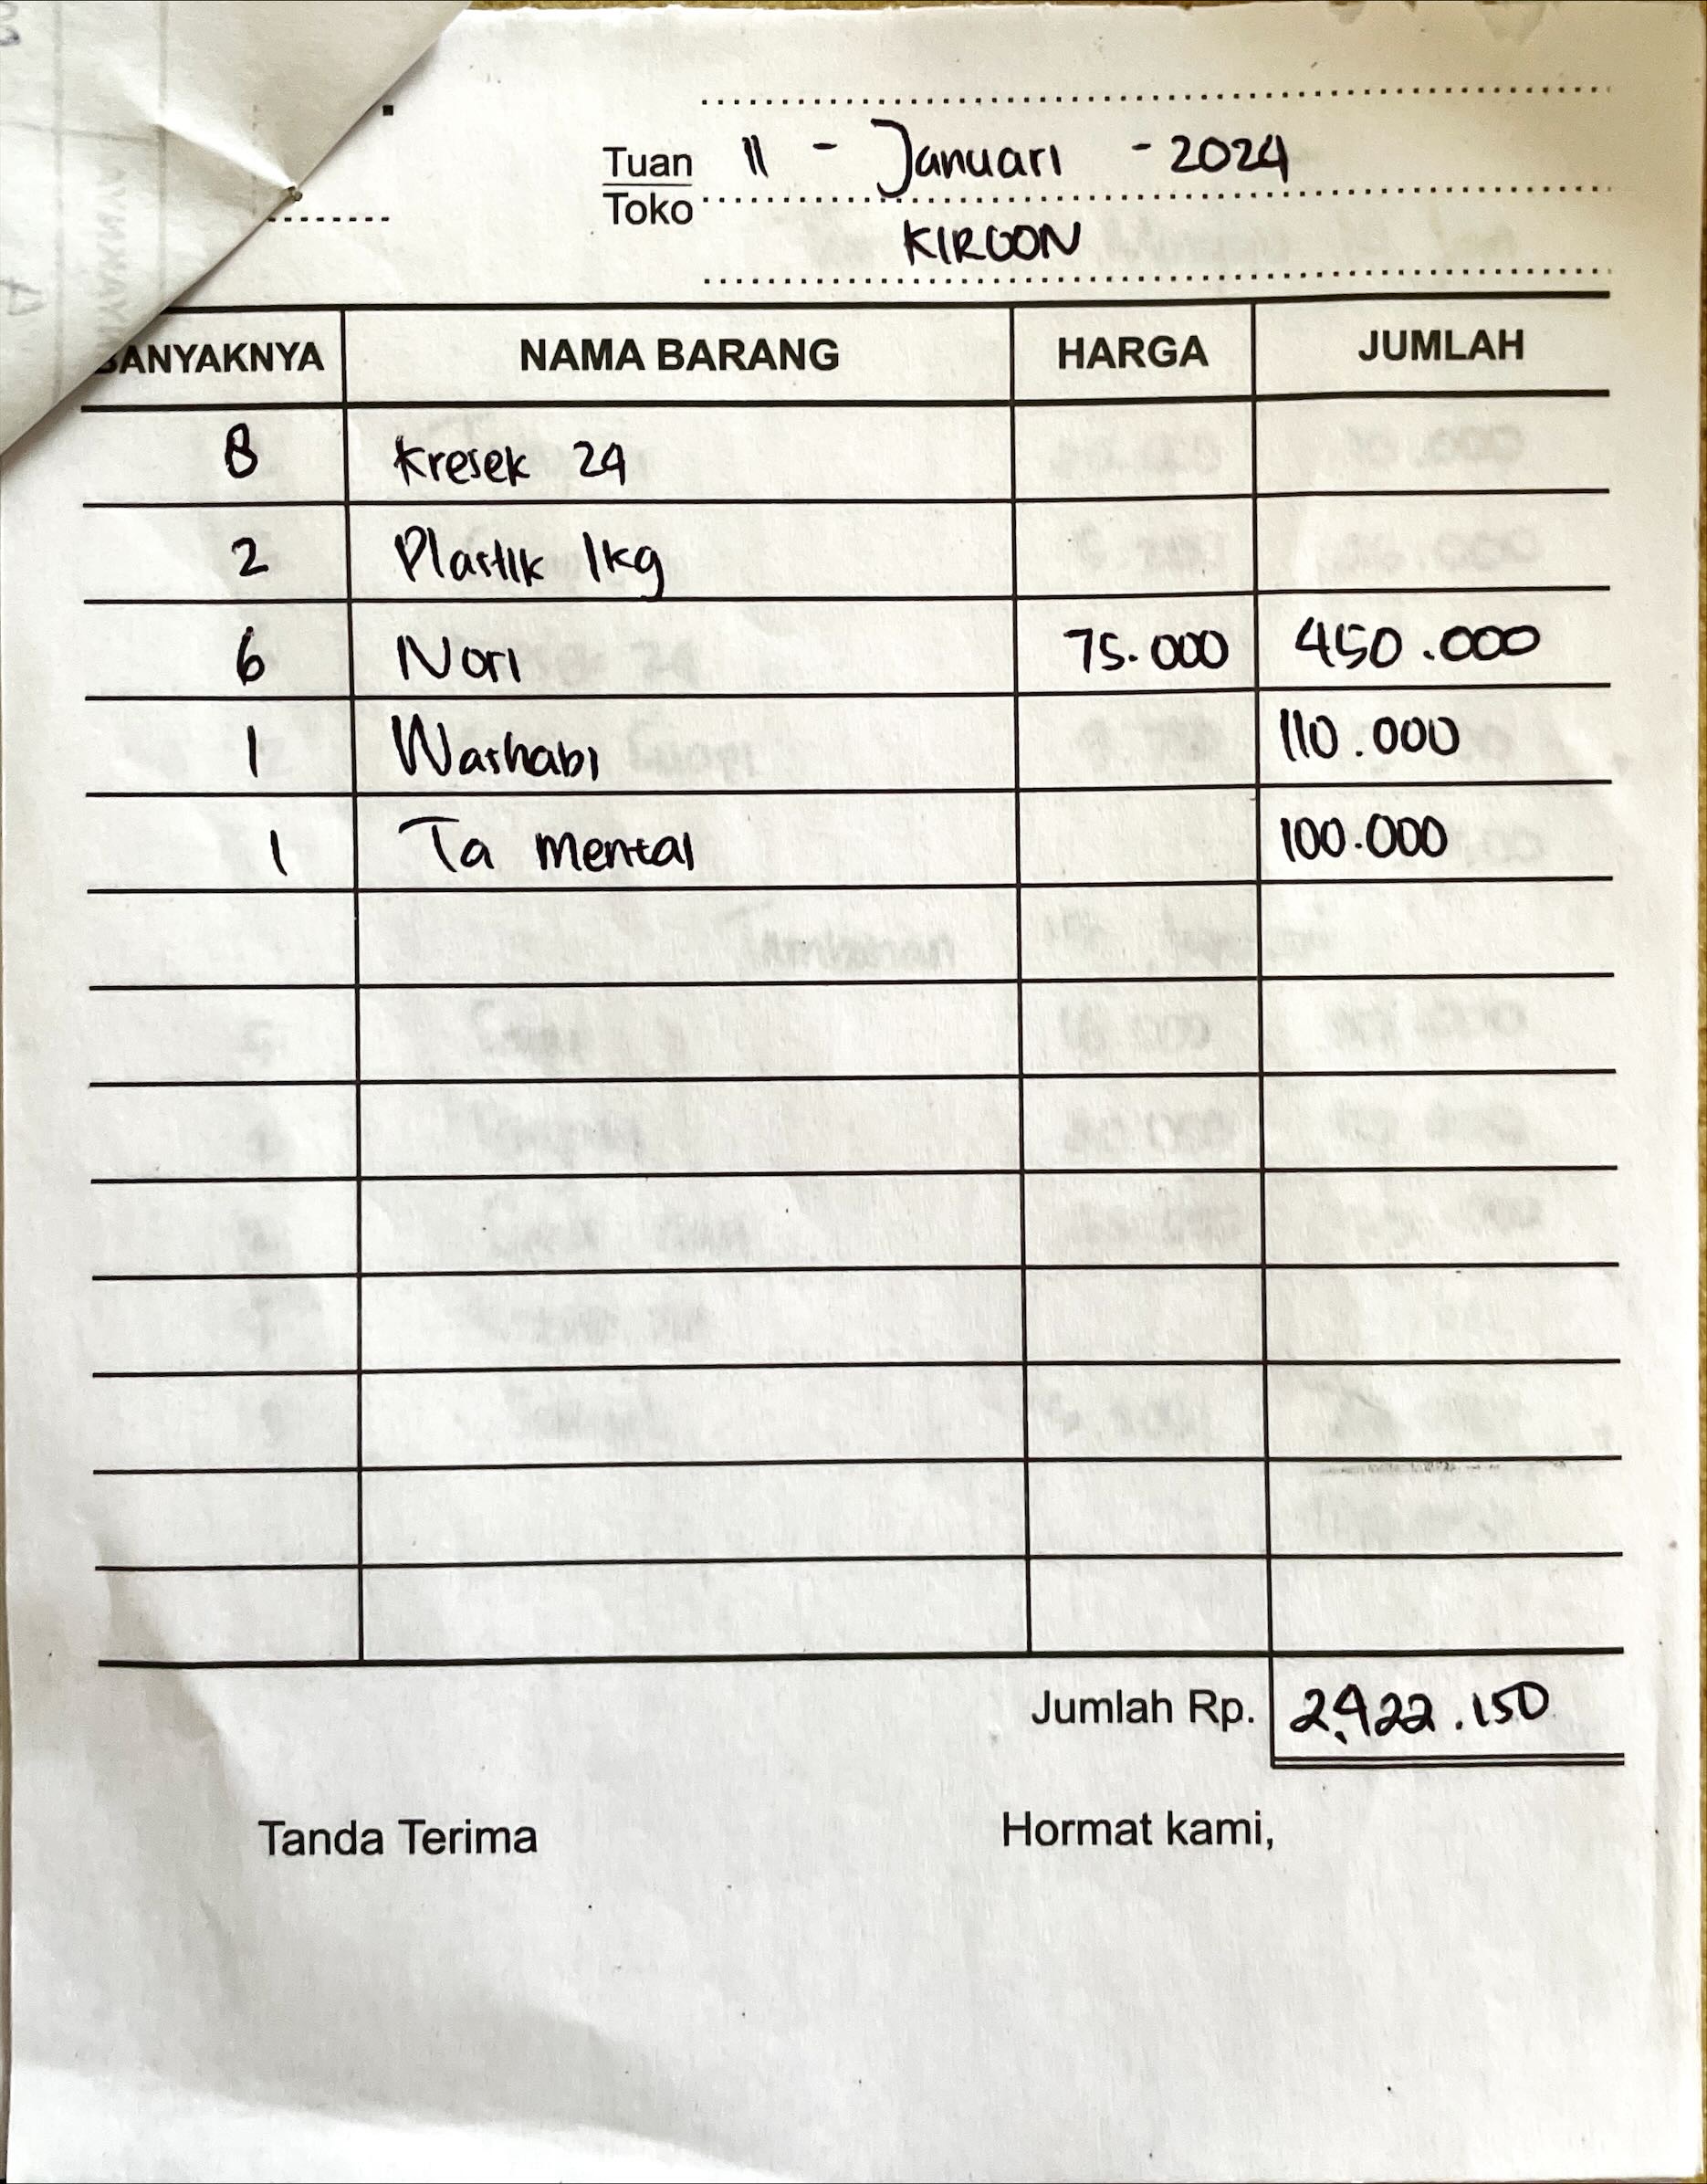 Tuan 11 - Januari - 2024
Toko
KIROON
BANYAKNYA NAMA BARANG HARGA JUMLAH
8 Kresek 24
2 Plastik 1kg
6 Nori 75.000 450.000
1 Washabi 110.000
1 Ta mental 100.000
Jumlah Rp. 2,422.150
Tanda Terima Hormat kami,